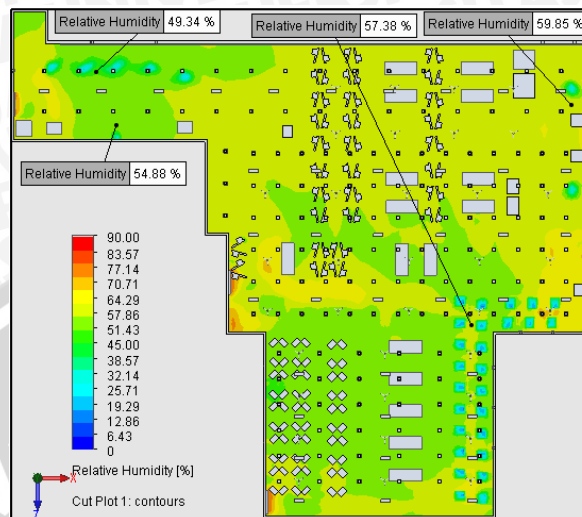 Relative Humidity 49.34 %
57.38 %
Relative Humidity
Relative Humidity 59.85 %
Relative Humidity 54.88 %
90.00
83.57
77.14
70.71
64.29
57.86
51.43
45.00
38.57
32.14
25.71
19.29
12.86
6.43
0
Relative Humidity [%]
X
Cut Plot 1: contours